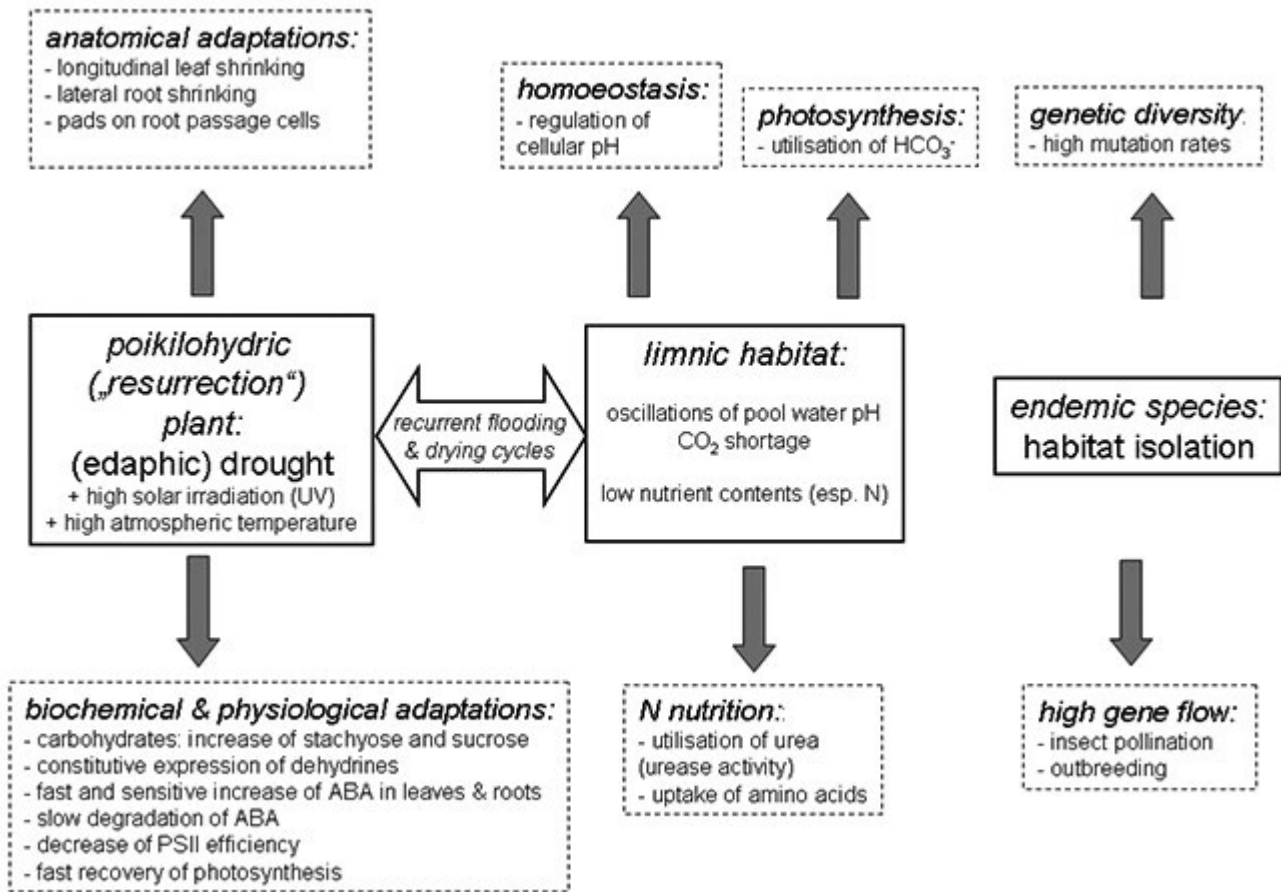 anatomical adaptations:
- longitudinal leaf shrinking
- lateral root shrinking
- pads on root passage cells
homoeostasis:
- regulation of
cellular pH
photosynthesis:
- utilisation of HCO₃⁻
genetic diversity:
- high mutation rates
poikilohydric
(„resurrection“)
plant:
(edaphic) drought
+ high solar irradiation (UV)
+ high atmospheric temperature
recurrent flooding
& drying cycles
limnic habitat:
oscillations of pool water pH
CO₂ shortage
low nutrient contents (esp. N)
endemic species:
habitat isolation
biochemical & physiological adaptations:
- carbohydrates: increase of stachyose and sucrose
- constitutive expression of dehydrines
- fast and sensitive increase of ABA in leaves & roots
- slow degradation of ABA
- decrease of PSII efficiency
- fast recovery of photosynthesis
N nutrition:
- utilisation of urea
(urease activity)
- uptake of amino acids
high gene flow:
- insect pollination
- outbreeding